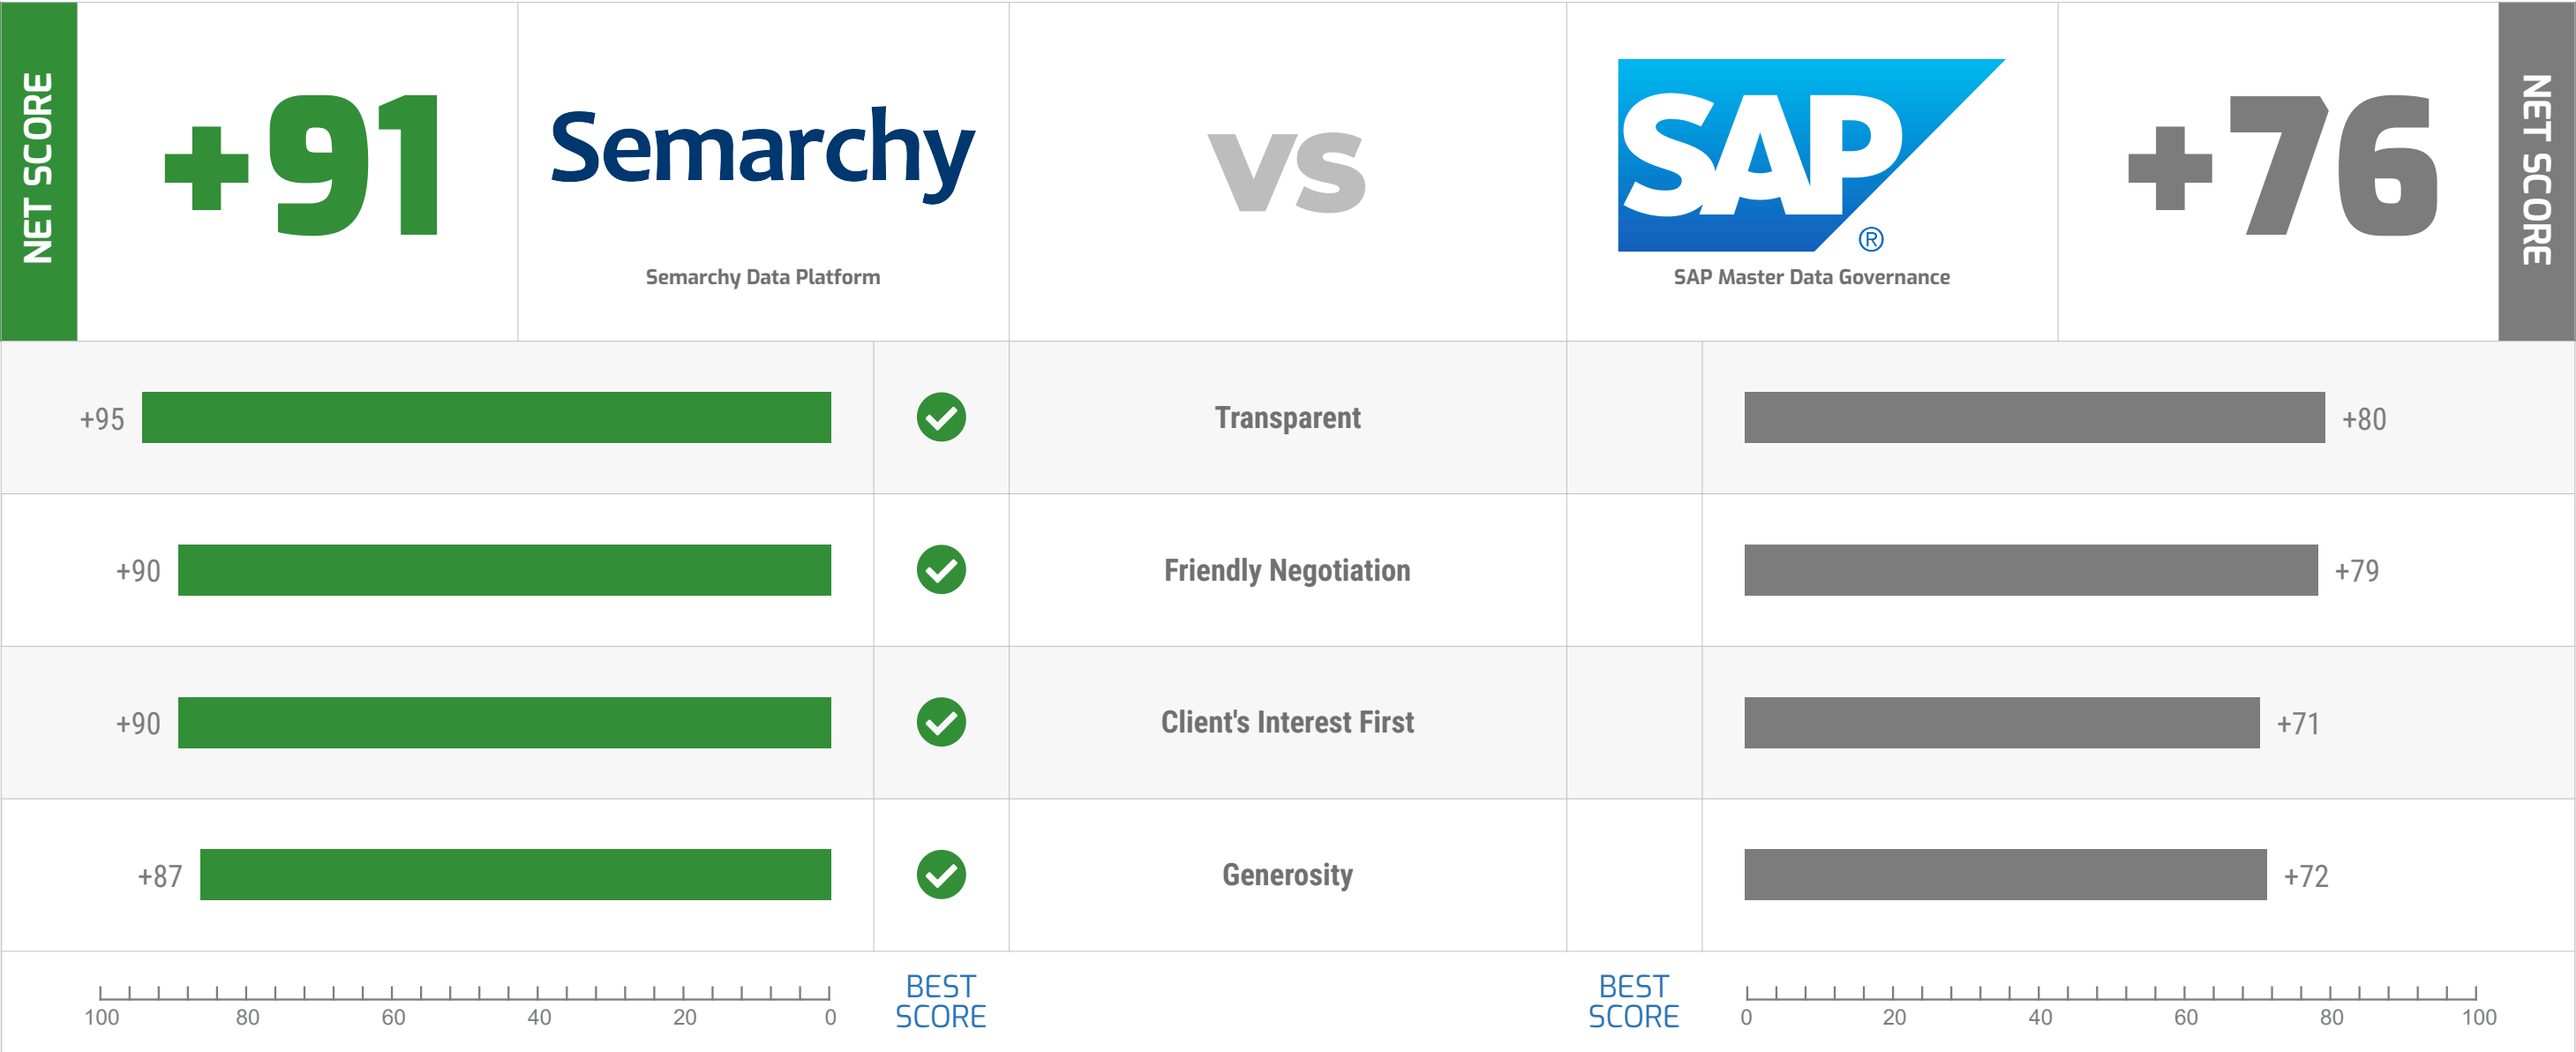 NET SCORE
+91
Semarchy
Semarchy Data Platform
vs
SAP
®
SAP Master Data Governance
+76
NET SCORE
+95
Transparent
+80
+90
Friendly Negotiation
+79
+90
Client's Interest First
+71
+87
Generosity
+72
100 80 60 40 20 0
BEST
SCORE
BEST
SCORE
0 20 40 60 80 100